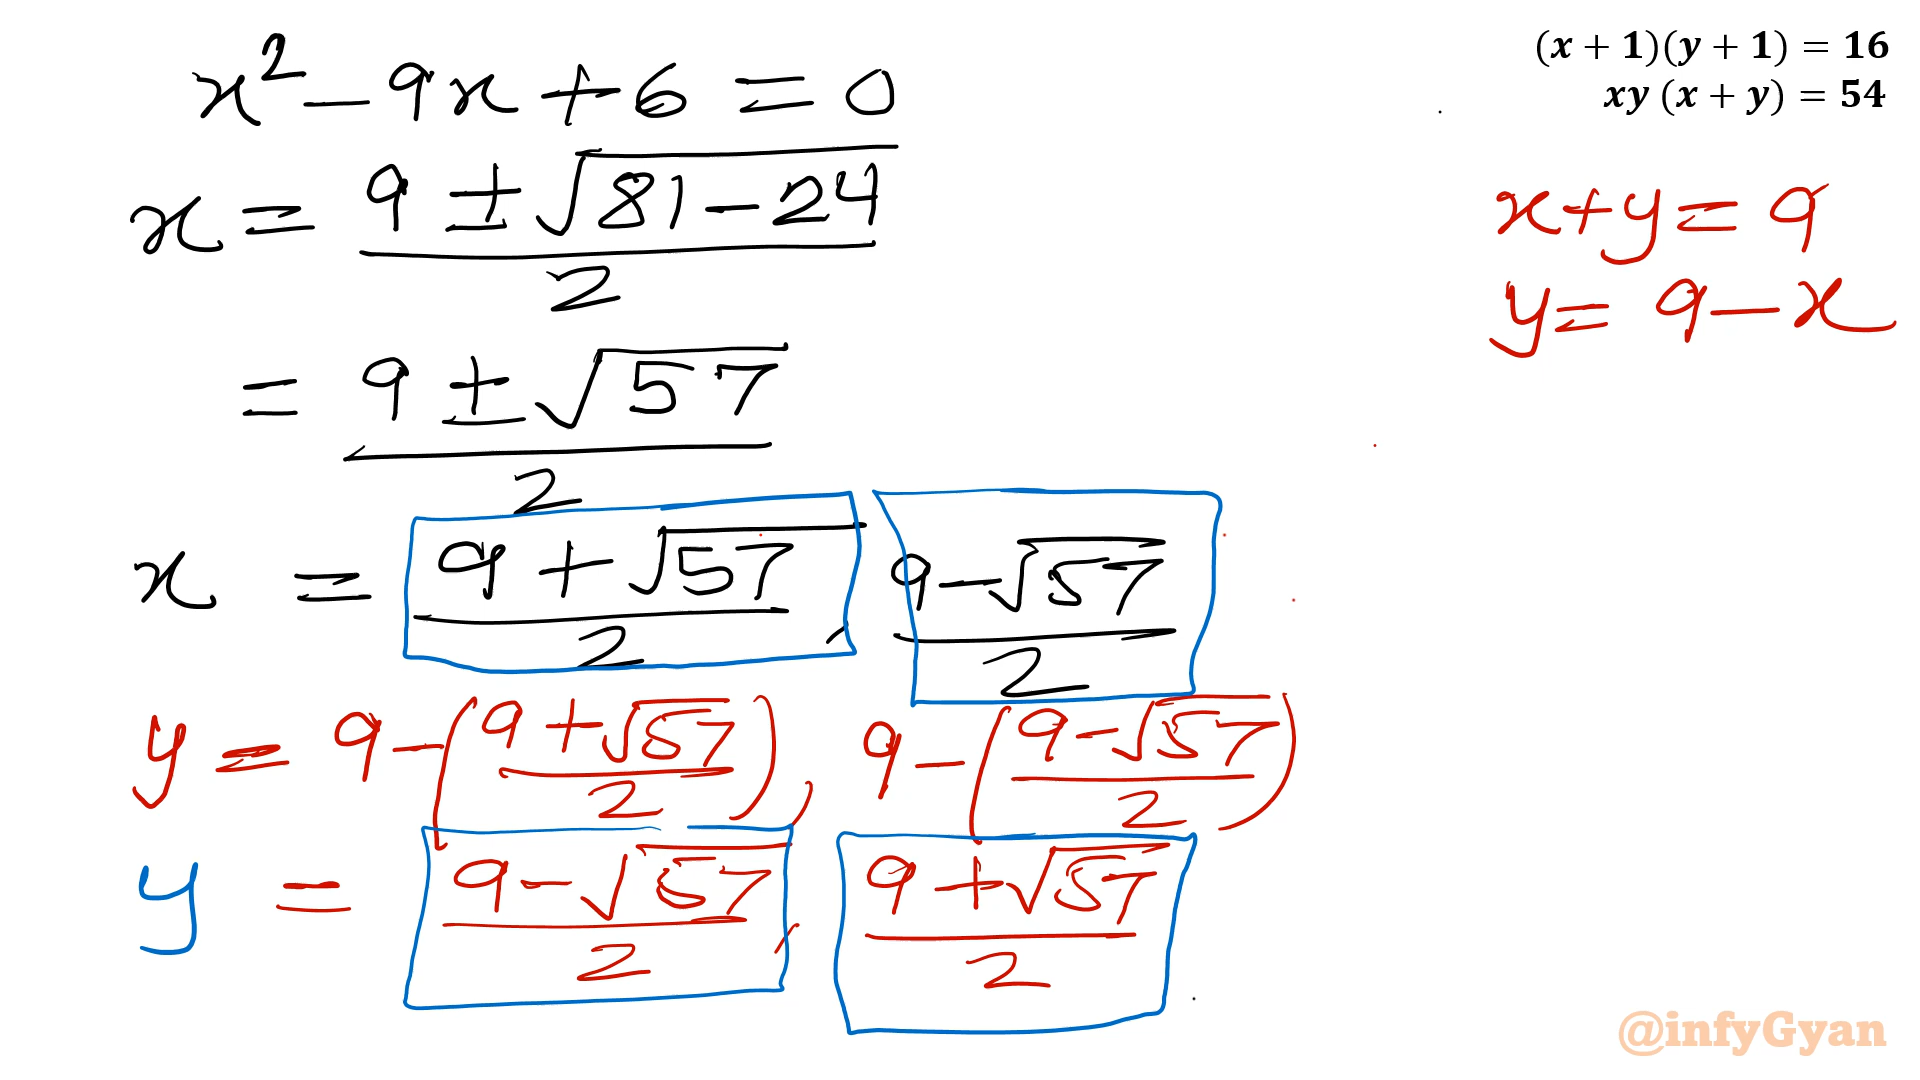 x² - 9x + 6 = 0
(x + 1)(y + 1) = 16
xy (x + y) = 54
x = (9 ± √(81 - 24)) / 2
x + y = 9
y = 9 - x
= (9 ± √57) / 2
x = (9 + √57) / 2 , (9 - √57) / 2
y = 9 - ((9 + √57) / 2) , 9 - ((9 - √57) / 2)
y = (9 - √57) / 2 , (9 + √57) / 2
@infyGyan